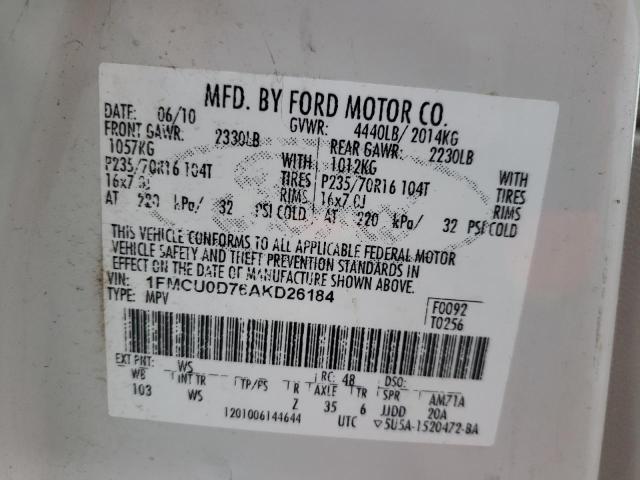 MFD. BY FORD MOTOR CO.
DATE: 06/10 GVWR: 4440LB/ 2014KG
FRONT GAWR: 2330LB REAR GAWR: 2230LB
1057KG WITH 1012KG WITH
P235/70R16 104T TIRES P235/70R16 104T TIRES
16x7.0J RIMS 16x7.0J RIMS
AT 220 kPa/ 32 PSI COLD AT 220 kPa/ 32 PSI COLD
THIS VEHICLE CONFORMS TO ALL APPLICABLE FEDERAL MOTOR
VEHICLE SAFETY AND THEFT PREVENTION STANDARDS IN
EFFECT ON THE DATE OF MANUFACTURE SHOWN ABOVE.
VIN: 1FMCU0D76AKD26184 F0092
TYPE: MPV T0256
EXT PNT: WS RC: 48 DSO:
WB INT TR TP/PS R AXLE TR SPR AM71A
103 WS Z 35 6 JJDD 20A
1201006144644 UTC ▽5U5A-1520472-BA